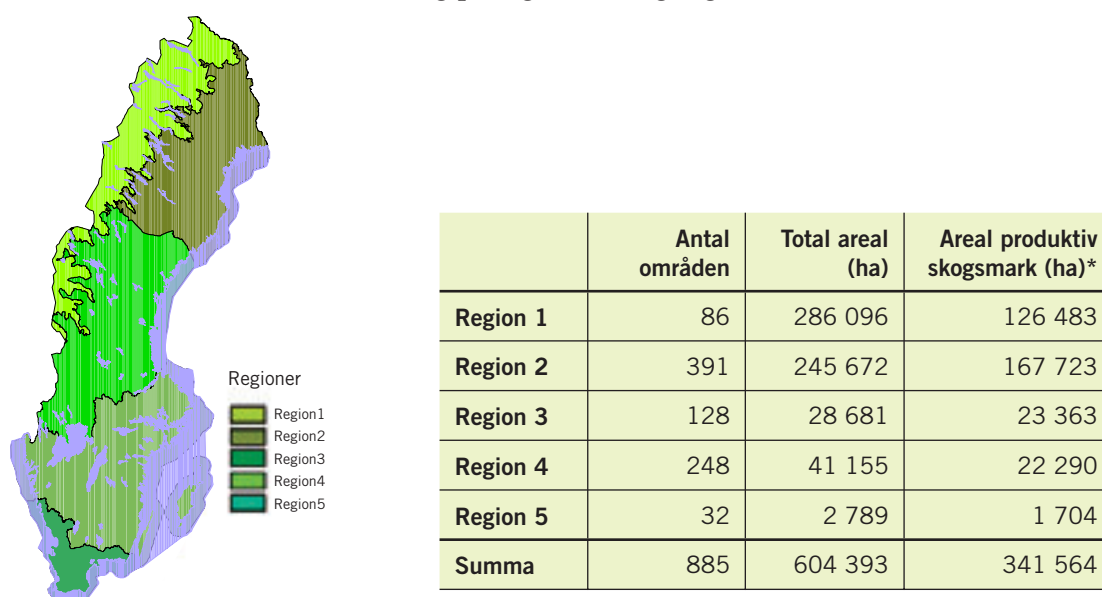 Regioner
Region1
Region2
Region3
Region4
Region5
Antal områden Total areal (ha) Areal produktiv skogsmark (ha)*
Region 1 86 286 096 126 483
Region 2 391 245 672 167 723
Region 3 128 28 681 23 363
Region 4 248 41 155 22 290
Region 5 32 2 789 1 704
Summa 885 604 393 341 564